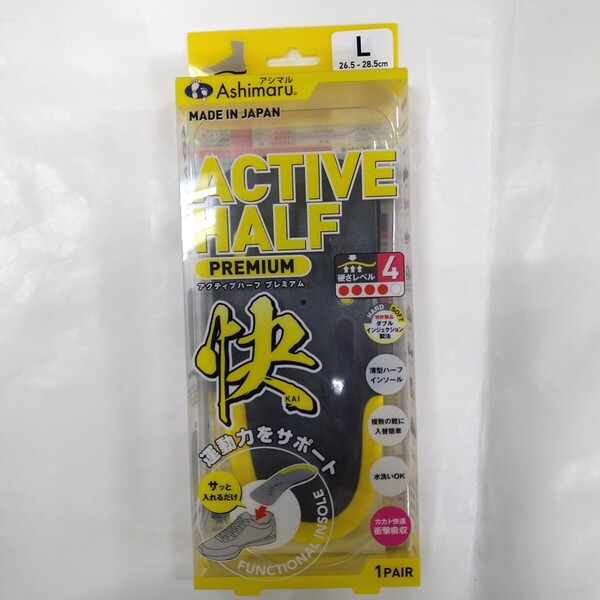 L
26.5 - 28.5cm
アシマル
Ashimaru®
MADE IN JAPAN
ACTIVE
HALF
PREMIUM
アクティブハーフ プレミアム
硬さレベル 4
HARD SOFT
特許製品
ダブル
インジェクション
製法
快
KAI
薄型ハーフ
インソール
複数の靴に
入替簡単
運動力をサポート
サッと
入れるだけ
水洗いOK
カカト快適
衝撃吸収
FUNCTIONAL INSOLE
1PAIR